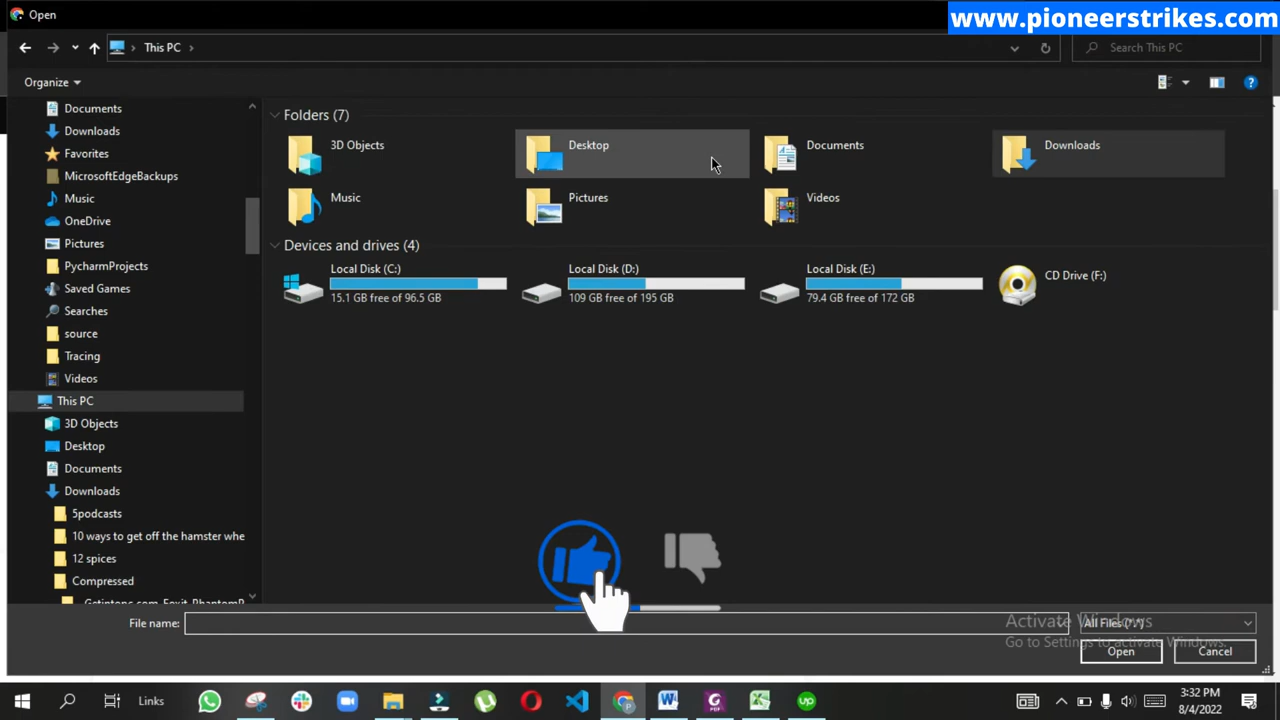 Open
www.pioneerstrikes.com
This PC
Search This PC
Organize
Documents
Downloads
Favorites
MicrosoftEdgeBackups
Music
OneDrive
Pictures
PycharmProjects
Saved Games
Searches
source
Tracing
Videos
This PC
3D Objects
Desktop
Documents
Downloads
5podcasts
10 ways to get off the hamster whe
12 spices
Compressed
Getintopc.com_Foxit_PhantomP
Folders (7)
3D Objects
Desktop
Documents
Downloads
Music
Pictures
Videos
Devices and drives (4)
Local Disk (C:)
15.1 GB free of 96.5 GB
Local Disk (D:)
109 GB free of 195 GB
Local Disk (E:)
79.4 GB free of 172 GB
CD Drive (F:)
File name:
All Files (*.*)
Activate Windows
Go to Settings to activate Windows.
Open
Cancel
Links
W
PDF
up
3:32 PM
8/4/2022